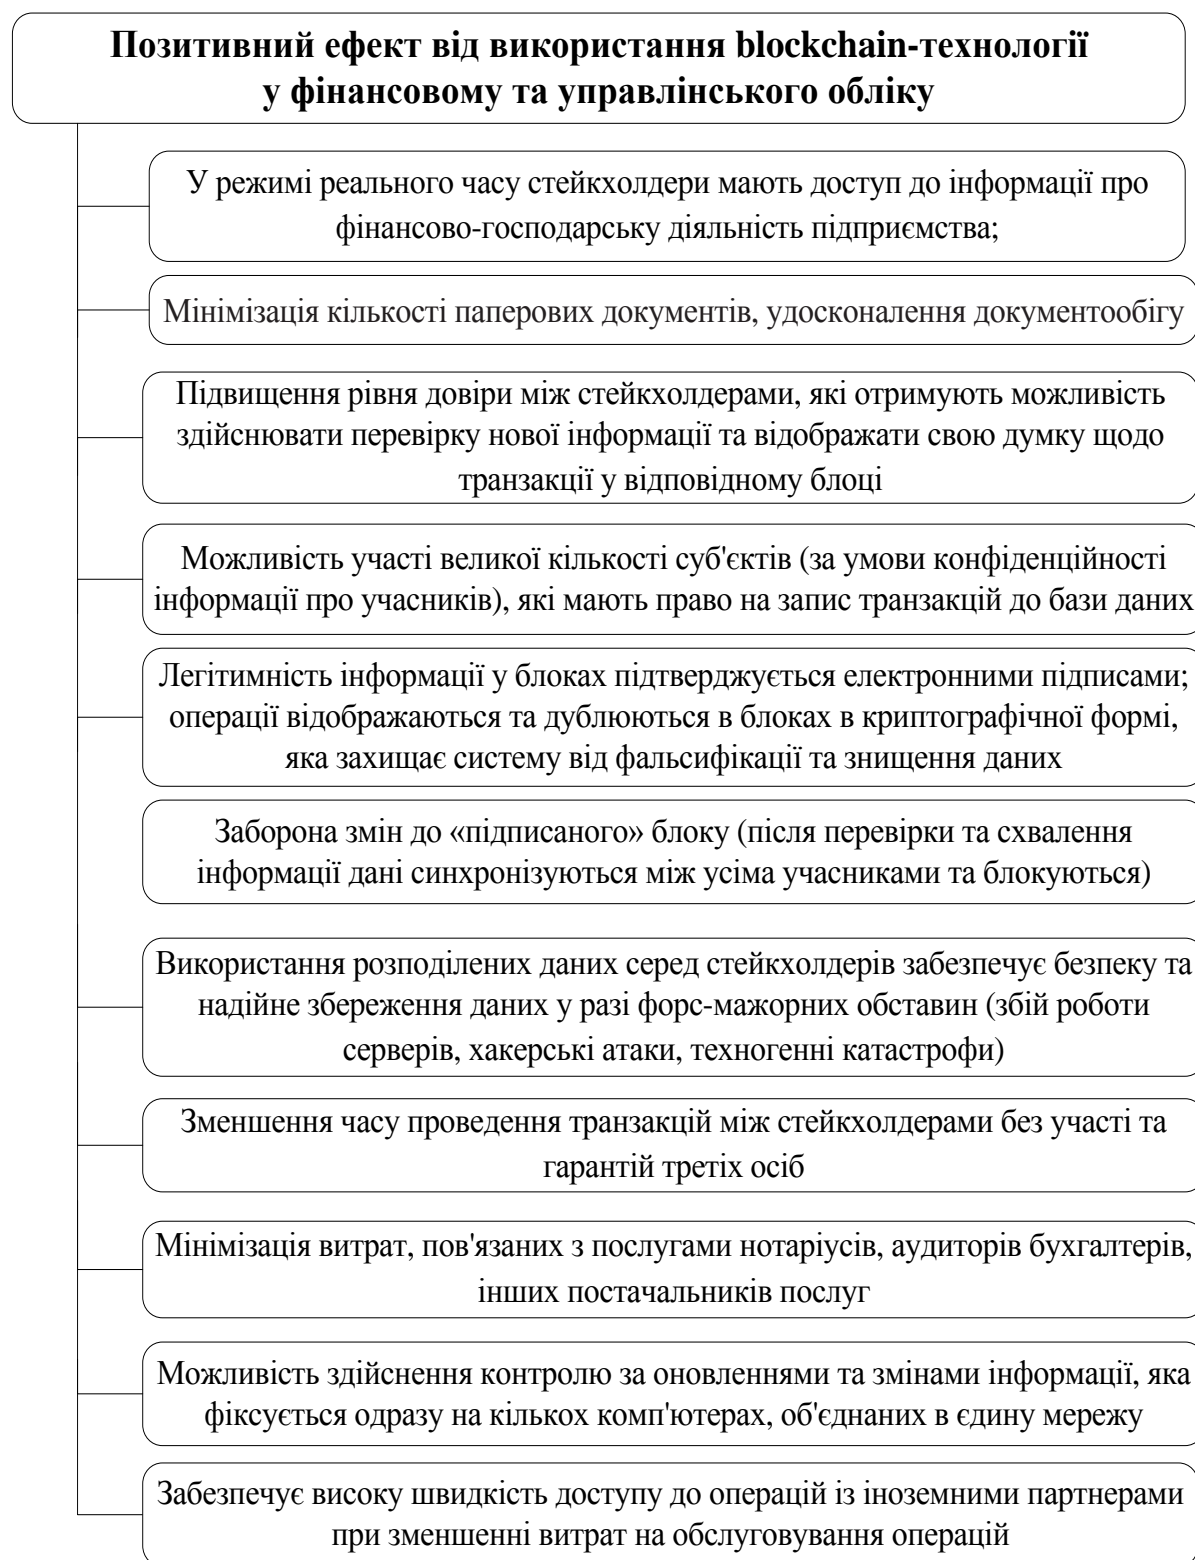 Позитивний ефект від використання blockchain-технології
у фінансовому та управлінського обліку
У режимі реального часу стейкхолдери мають доступ до інформації про
фінансово-господарську діяльність підприємства;
Мінімізація кількості паперових документів, удосконалення документообігу
Підвищення рівня довіри між стейкхолдерами, які отримують можливість
здійснювати перевірку нової інформації та відображати свою думку щодо
транзакції у відповідному блоці
Можливість участі великої кількості суб'єктів (за умови конфіденційності
інформації про учасників), які мають право на запис транзакцій до бази даних
Легітимність інформації у блоках підтверджується електронними підписами;
операції відображаються та дублюються в блоках в криптографічної формі,
яка захищає систему від фальсифікації та знищення даних
Заборона змін до «підписаного» блоку (після перевірки та схвалення
інформації дані синхронізуються між усіма учасниками та блокуються)
Використання розподілених даних серед стейкхолдерів забезпечує безпеку та
надійне збереження даних у разі форс-мажорних обставин (збій роботи
серверів, хакерські атаки, техногенні катастрофи)
Зменшення часу проведення транзакцій між стейкхолдерами без участі та
гарантій третіх осіб
Мінімізація витрат, пов'язаних з послугами нотаріусів, аудиторів бухгалтерів,
інших постачальників послуг
Можливість здійснення контролю за оновленнями та змінами інформації, яка
фіксується одразу на кількох комп'ютерах, об'єднаних в єдину мережу
Забезпечує високу швидкість доступу до операцій із іноземними партнерами
при зменшенні витрат на обслуговування операцій